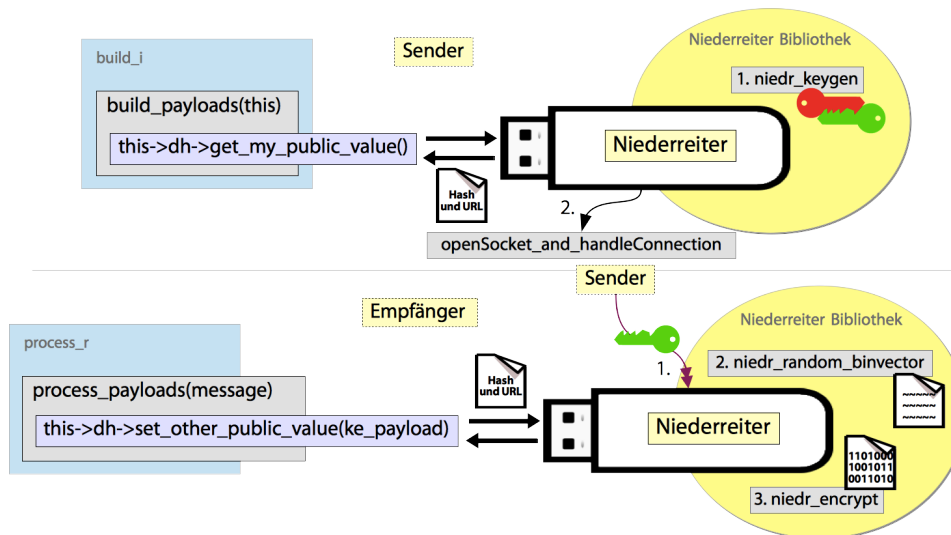 build_i
Sender
Niederreiter Bibliothek
1. niedr_keygen
build_payloads(this)
this->dh->get_my_public_value()
Niederreiter
Hash
und URL
2.
openSocket_and_handleConnection
Sender
Empfänger
Niederreiter Bibliothek
process_r
2. niedr_random_binvector
1.
Hash
und URL
process_payloads(message)
~~~~~
~~~~~
~~~~~
this->dh->set_other_public_value(ke_payload)
Niederreiter
1101000
1001011
0011010
3. niedr_encrypt